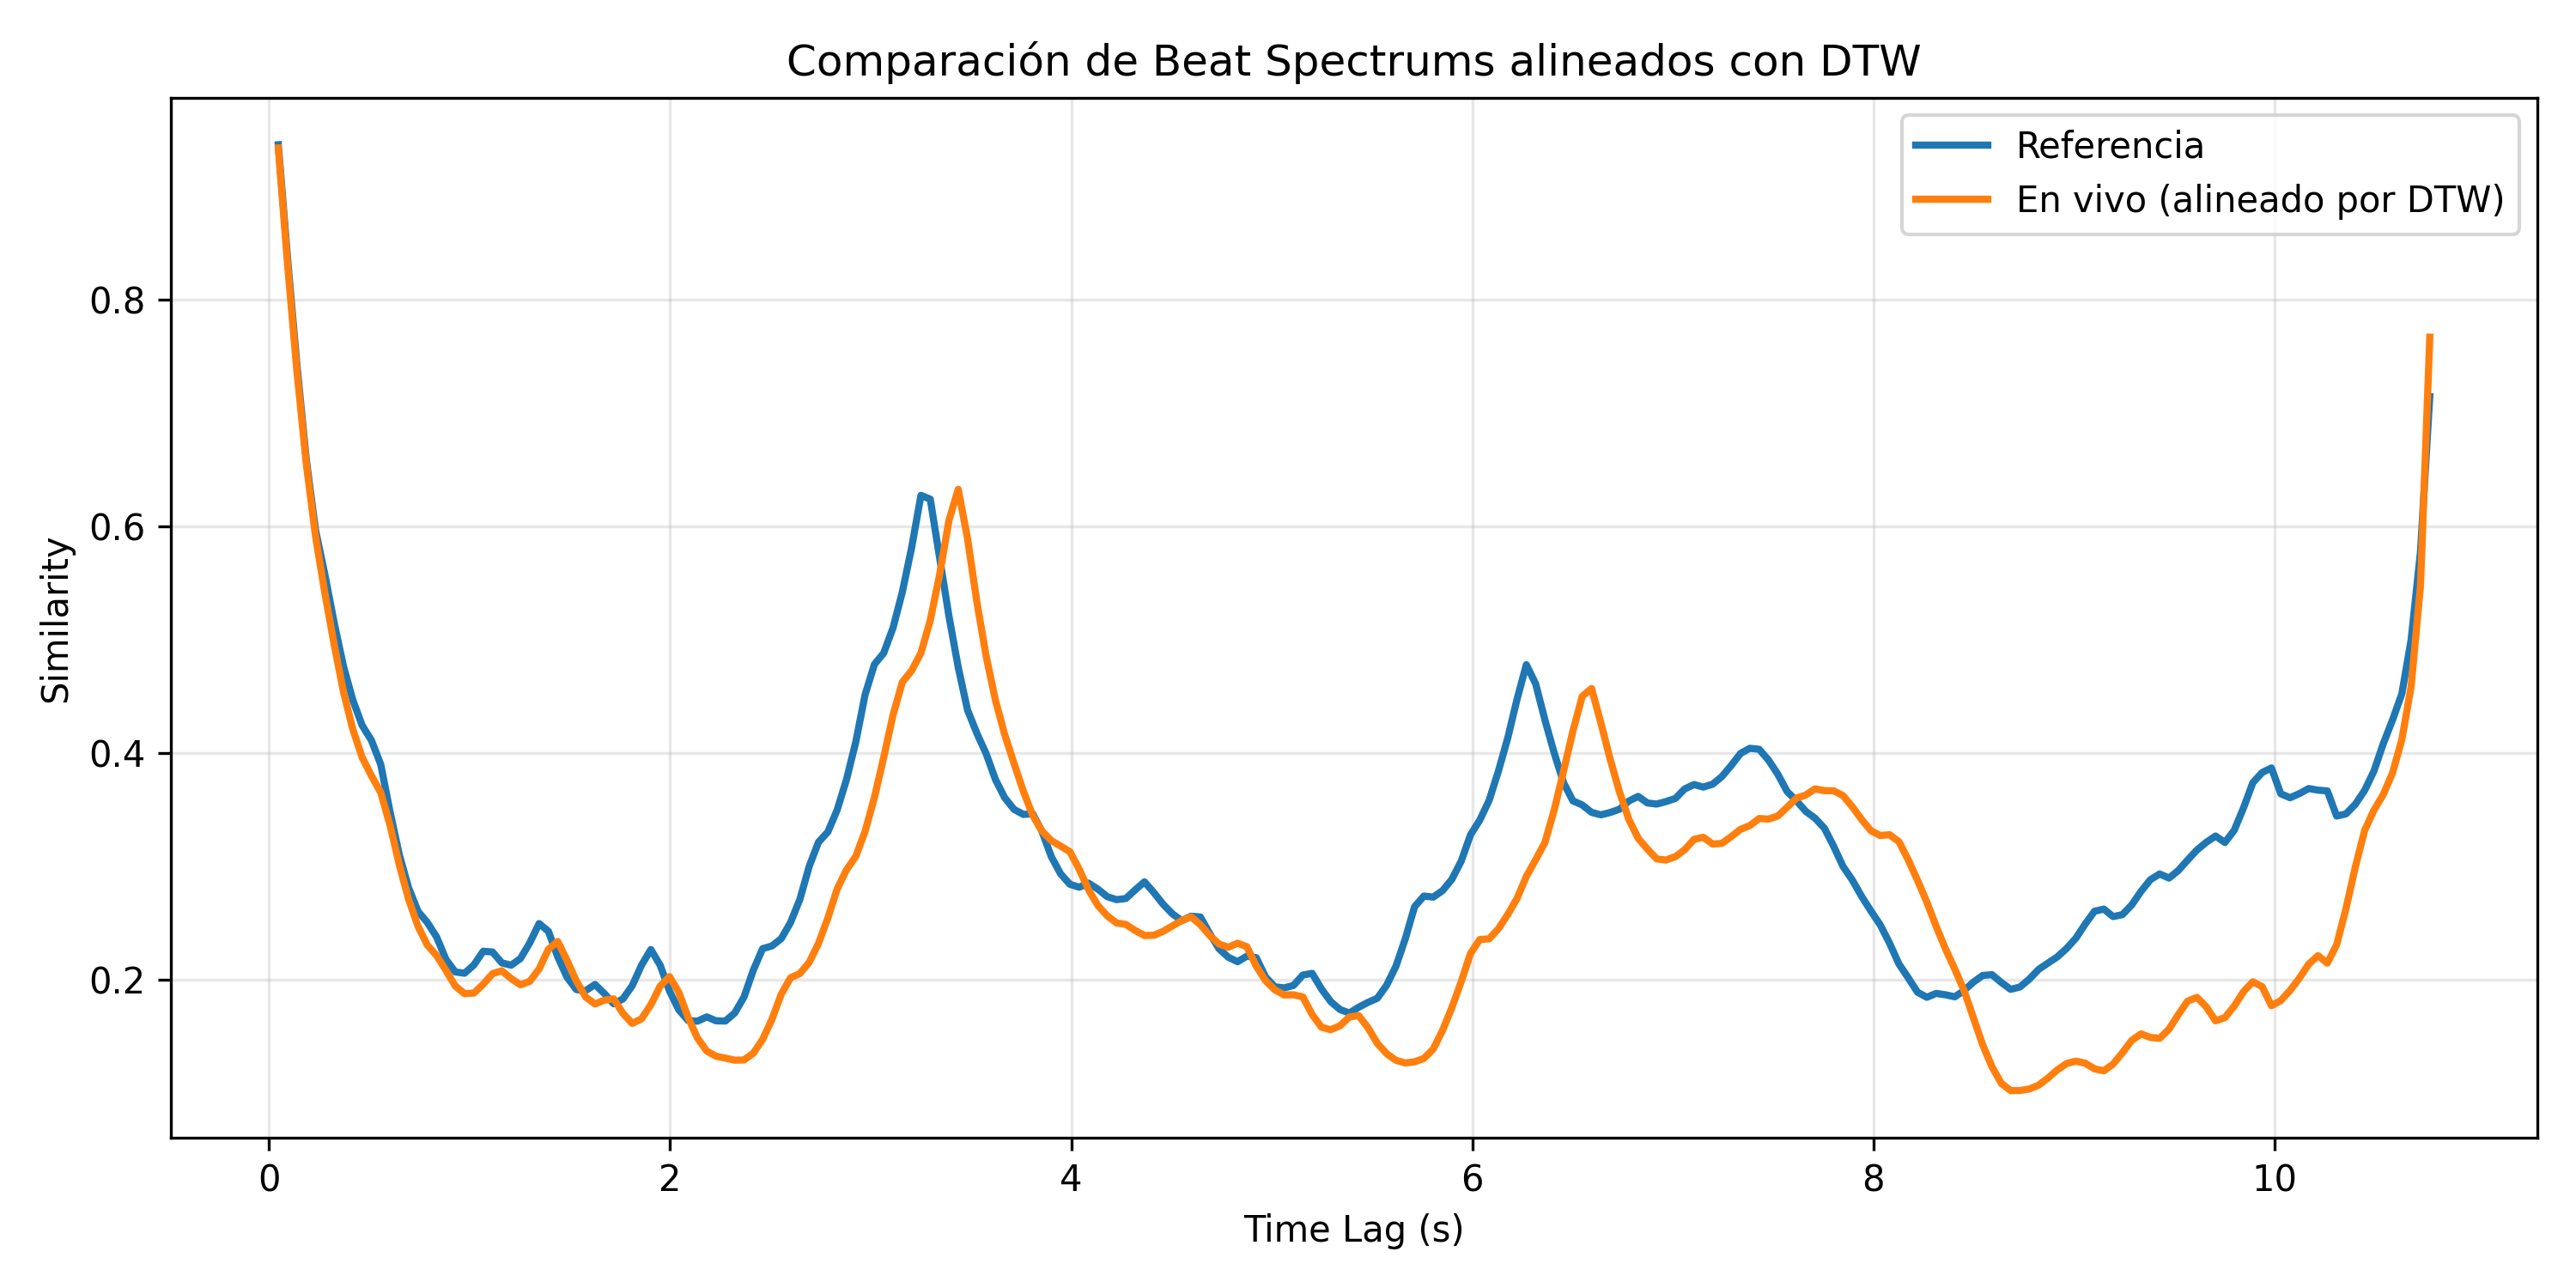 Comparación de Beat Spectrums alineados con DTW
Referencia
En vivo (alineado por DTW)
0.8
0.6
0.4
0.2
Similarity
0 2 4 6 8 10
Time Lag (s)